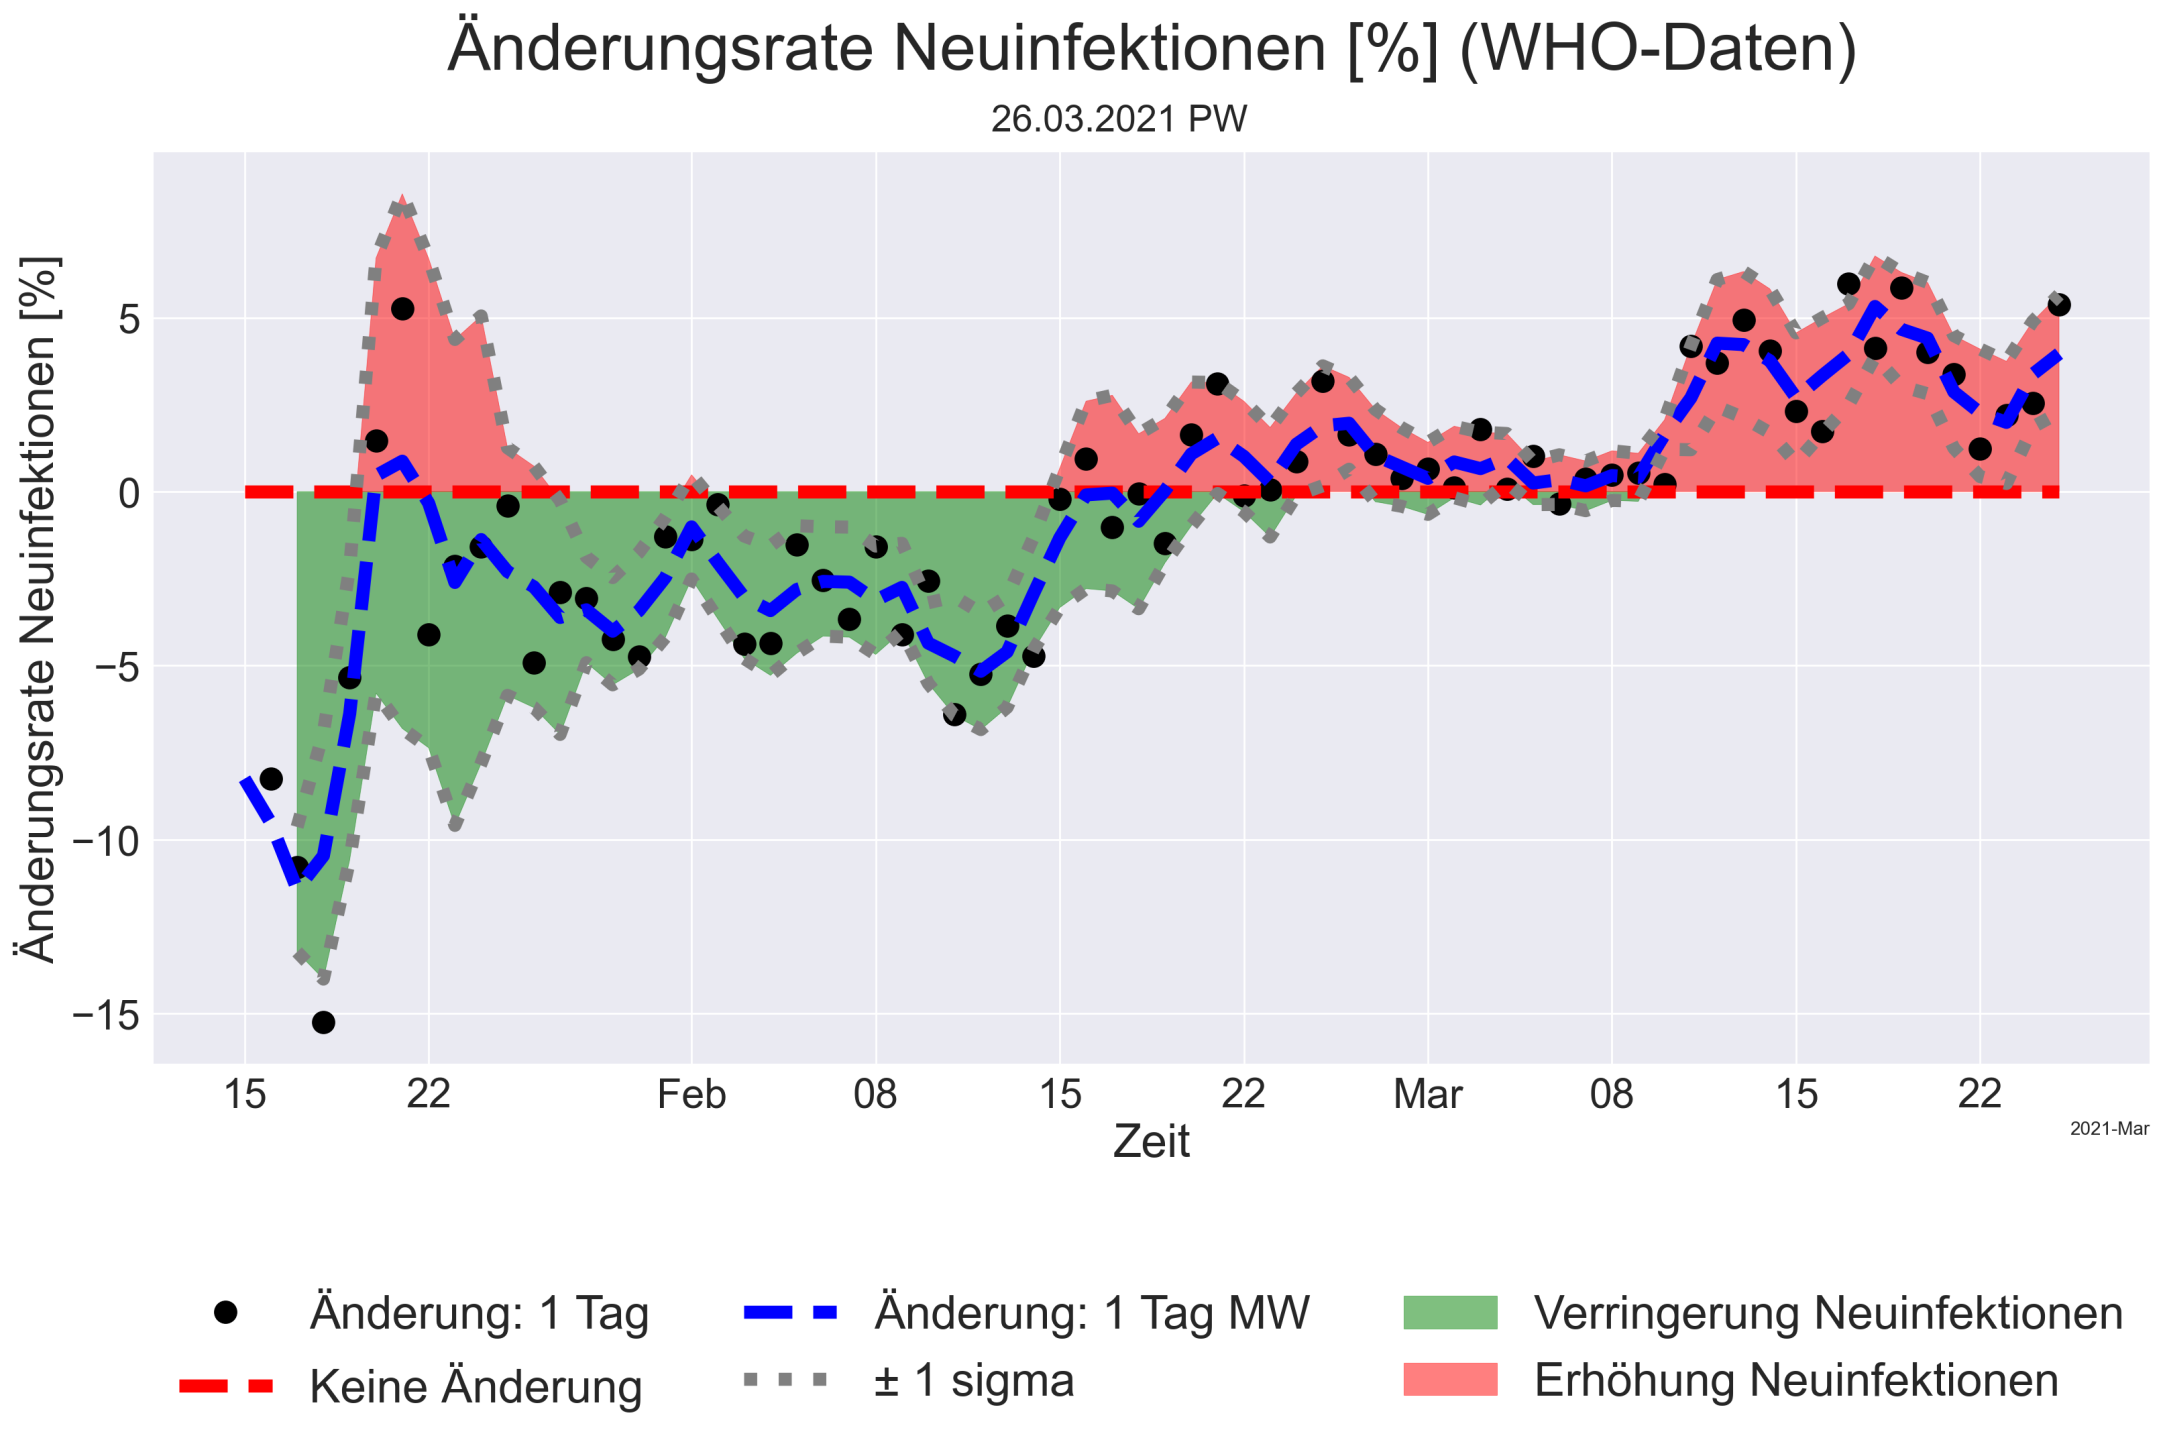 Änderungsrate Neuinfektionen [%] (WHO-Daten)
26.03.2021 PW
Änderungsrate Neuinfektionen [%]
5
0
−5
−10
−15
15 22 Feb 08 15 22 Mar 08 15 22
Zeit
2021-Mar
Änderung: 1 Tag
Keine Änderung
Änderung: 1 Tag MW
± 1 sigma
Verringerung Neuinfektionen
Erhöhung Neuinfektionen